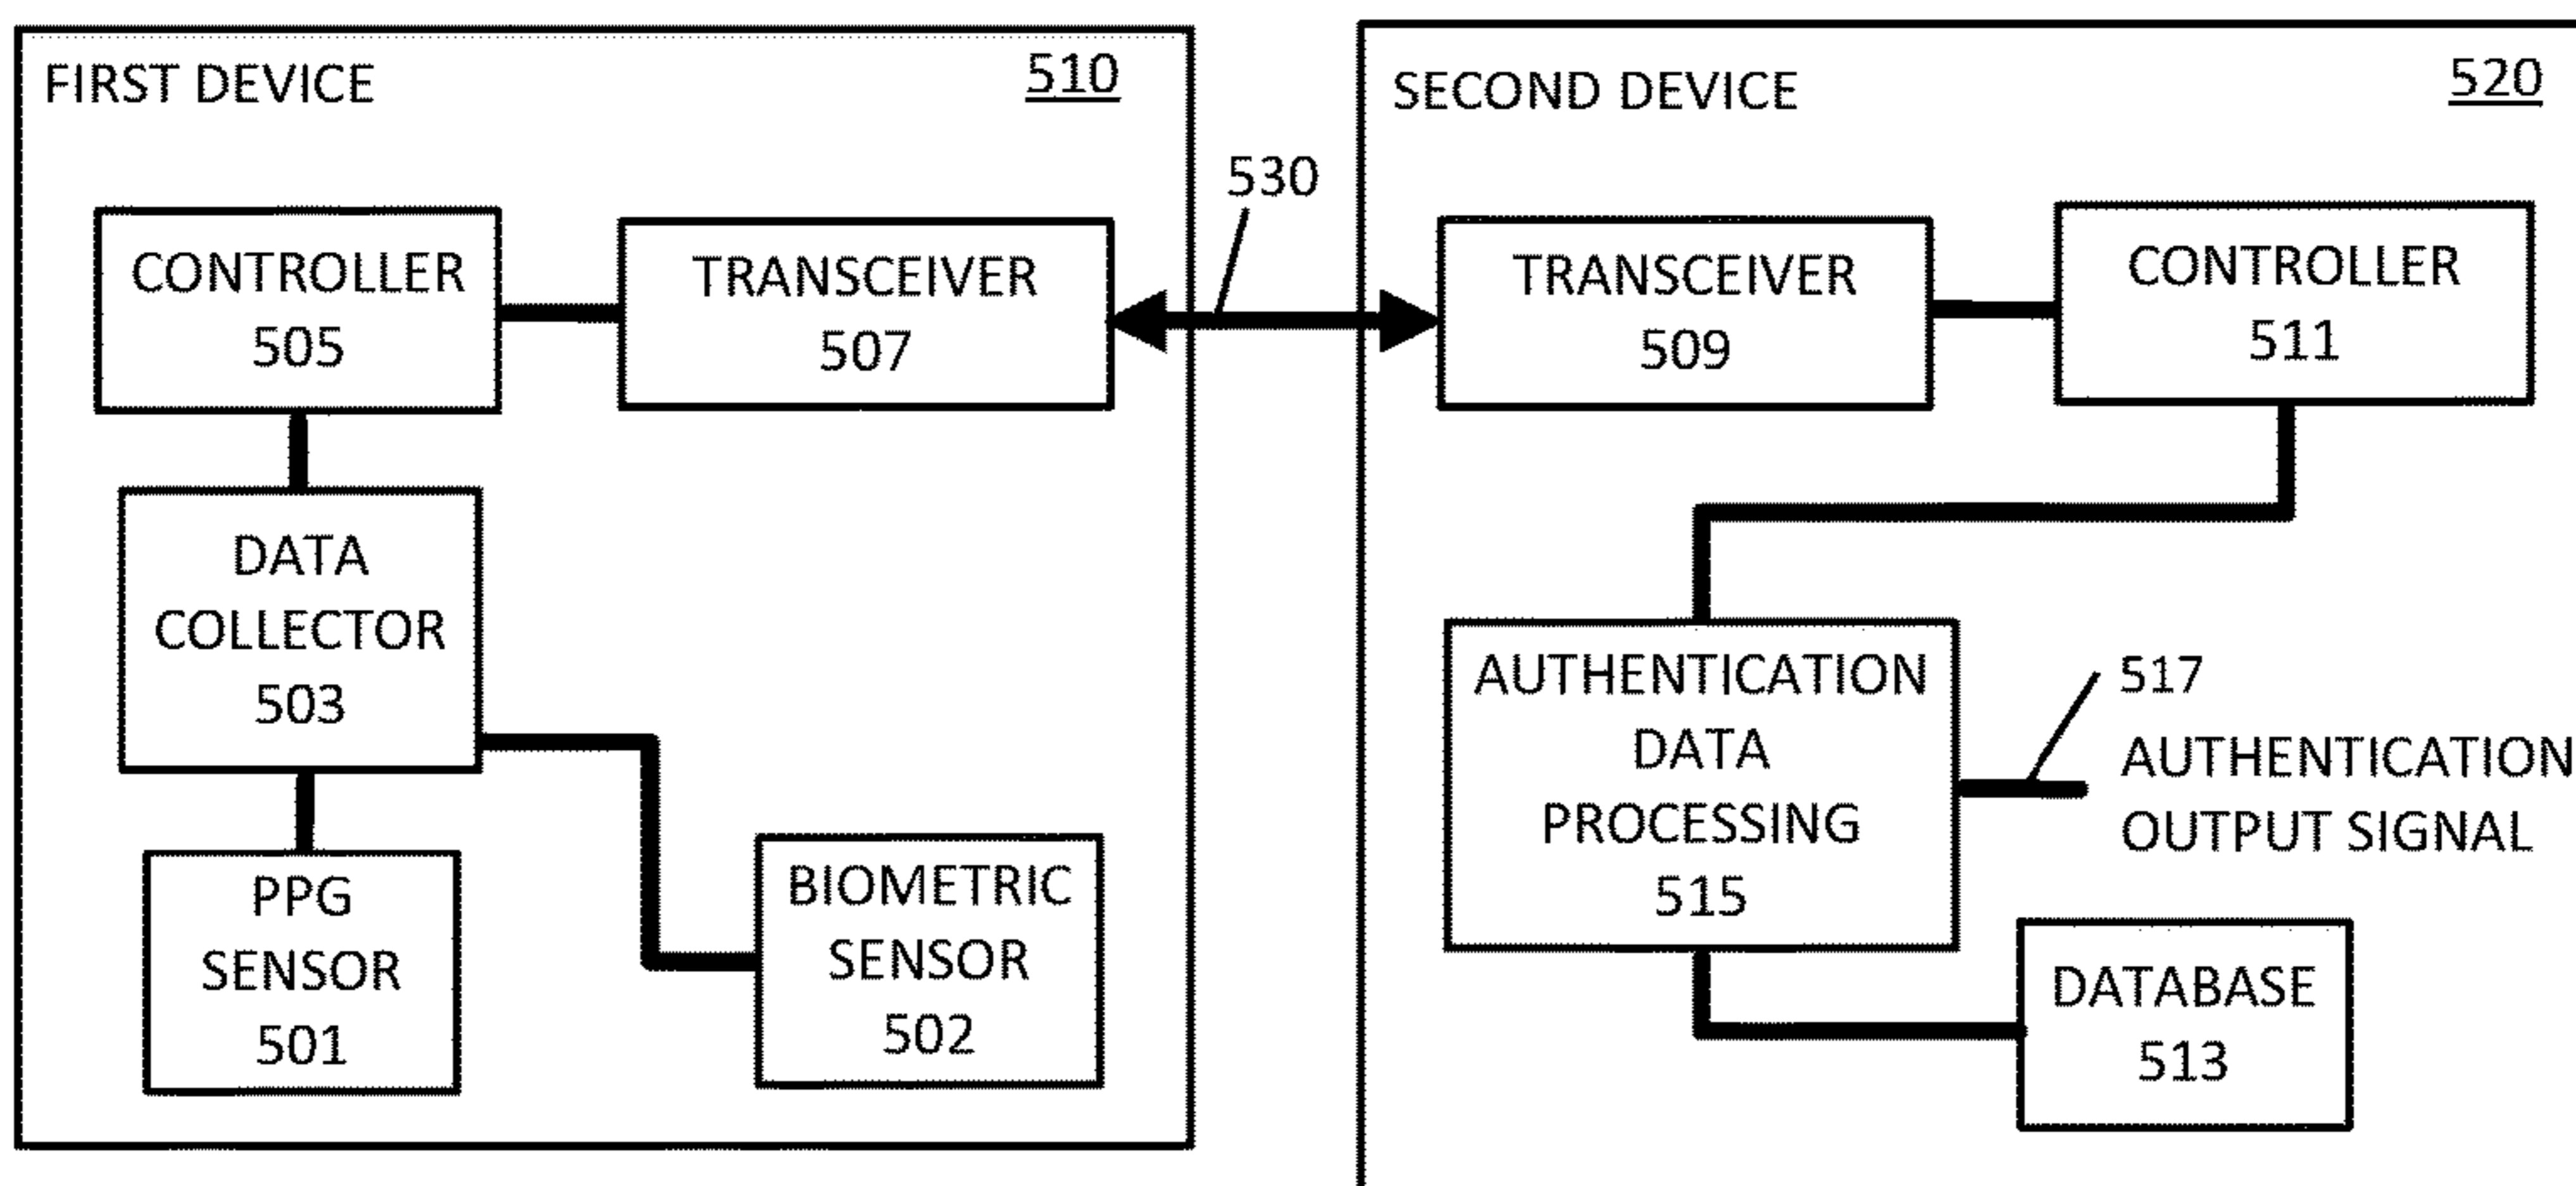 FIRST DEVICE
510
CONTROLLER
505
TRANSCEIVER
507
DATA
COLLECTOR
503
PPG
SENSOR
501
BIOMETRIC
SENSOR
502
530
SECOND DEVICE
520
TRANSCEIVER
509
CONTROLLER
511
AUTHENTICATION
DATA
PROCESSING
515
517
AUTHENTICATION
OUTPUT SIGNAL
DATABASE
513